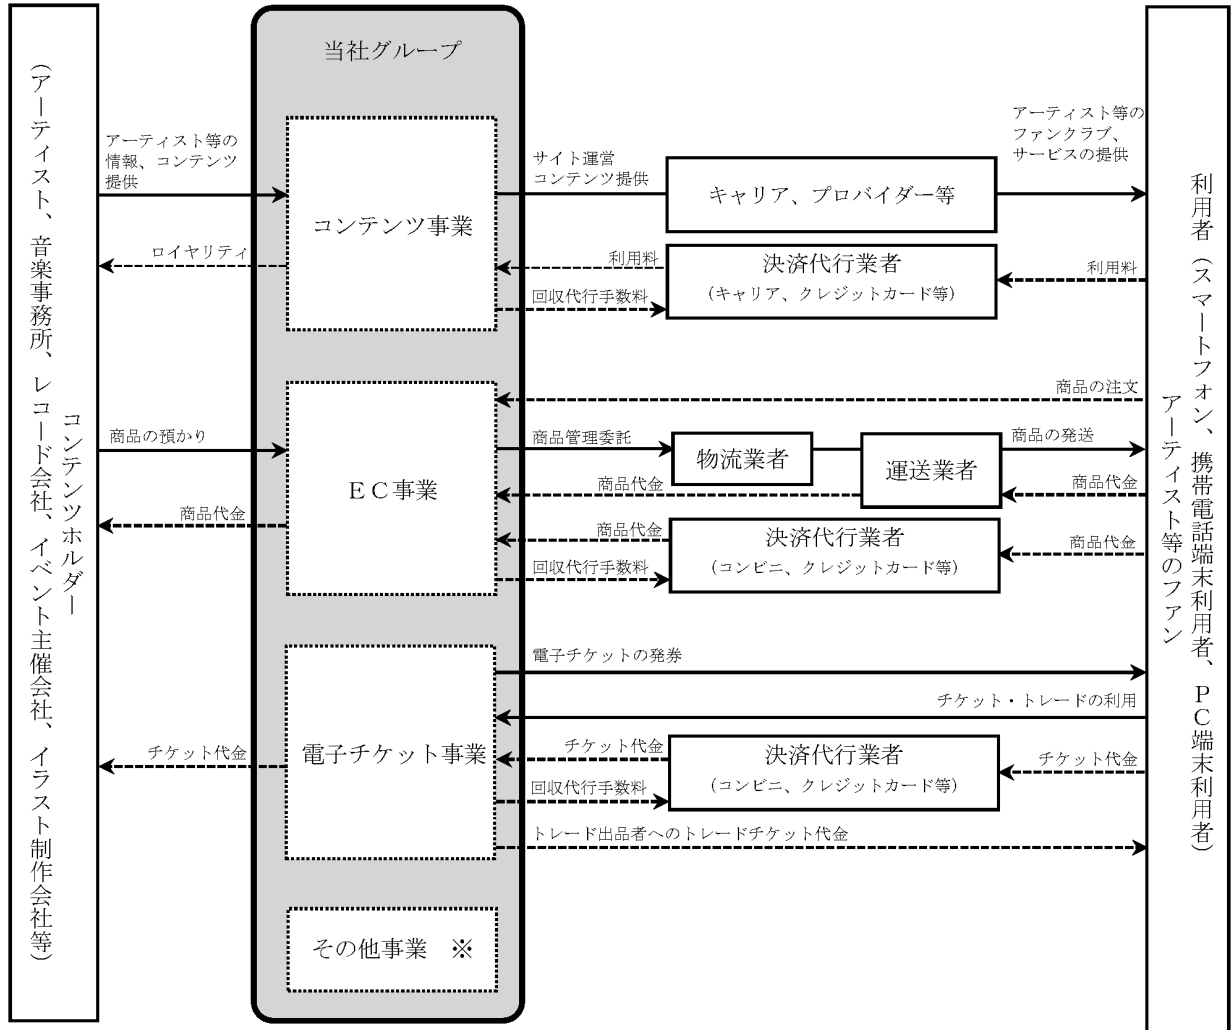 コンテンツホルダー
(アーティスト、音楽事務所、レコード会社、イベント主催会社、イラスト制作会社等)
当社グループ
アーティスト等の
情報、コンテンツ
提供
ロイヤリティ
コンテンツ事業
サイト運営
コンテンツ提供
キャリア、プロバイダー等
アーティスト等の
ファンクラブ、
サービスの提供
利用料
回収代行手数料
決済代行業者
(キャリア、クレジットカード等)
利用料
商品の預かり
商品代金
EC事業
商品の注文
商品管理委託
物流業者
運送業者
商品の発送
商品代金
商品代金
商品代金
回収代行手数料
決済代行業者
(コンビニ、クレジットカード等)
商品代金
チケット代金
電子チケット事業
電子チケットの発券
チケット・トレードの利用
チケット代金
回収代行手数料
決済代行業者
(コンビニ、クレジットカード等)
チケット代金
トレード出品者へのトレードチケット代金
その他事業 ※
利用者(スマートフォン、携帯電話端末利用者、PC端末利用者)
アーティスト等のファン